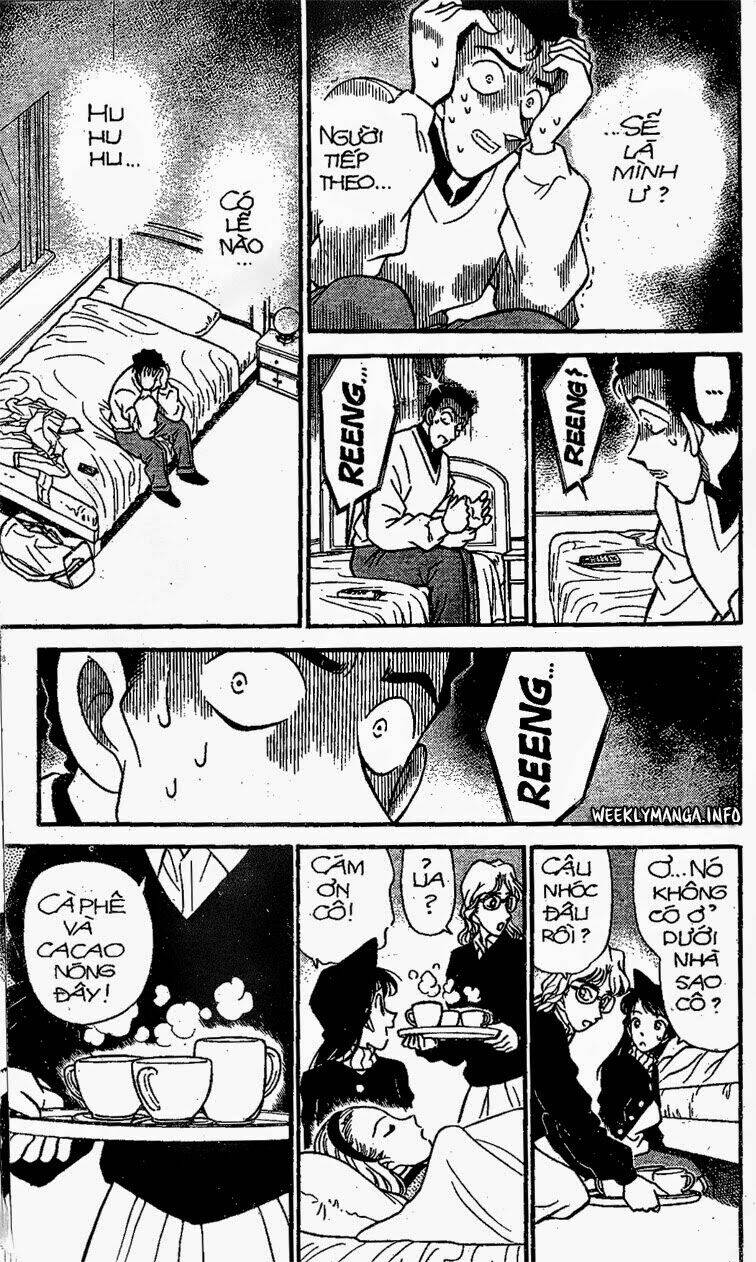 HU
HU
HU...
CÓ
LẼ
NÀO
...
NGƯỜI
TIẾP
THEO...
...SẼ
LÀ
MÌNH
Ư ?
REENG...
REENG?
...
REENG...
WEEKLYMANGA.INFO
CÀ PHÊ
VÀ
CACAO
NÓNG
ĐÂY!
CÁM
ƠN
CÔ!
ỦA
?
CẬU
NHÓC
ĐÂU
RỒI ?
Ơ...NÓ
KHÔNG
CÓ Ở
DƯỚI
NHÀ
SAO
CÔ ?